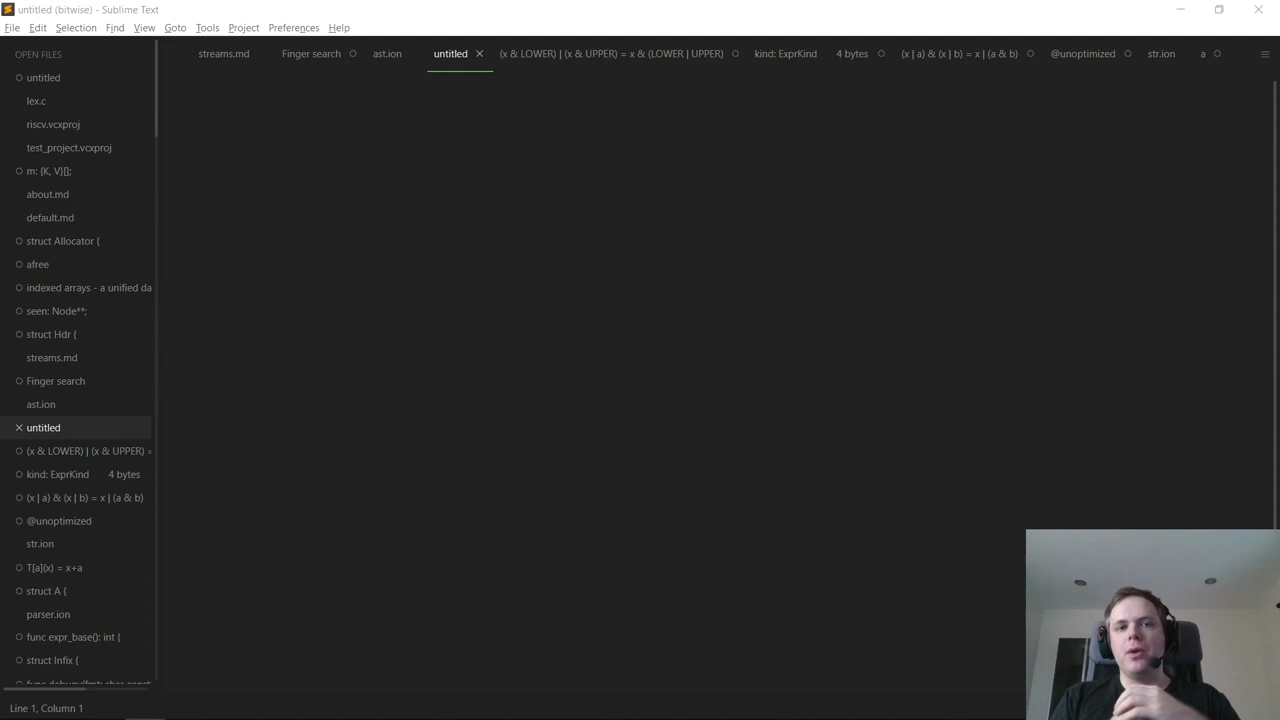 untitled (bitwise) - Sublime Text
File Edit Selection Find View Goto Tools Project Preferences Help
OPEN FILES
streams.md Finger search ast.ion untitled (x & LOWER) | (x & UPPER) = x & (LOWER | UPPER) kind: ExprKind 4 bytes (x | a) & (x | b) = x | (a & b) @unoptimized str.ion a
untitled
lex.c
riscv.vcxproj
test_project.vcxproj
m: {K, V}[];
about.md
default.md
struct Allocator {
afree
indexed arrays - a unified da
seen: Node**;
struct Hdr {
streams.md
Finger search
ast.ion
untitled
(x & LOWER) | (x & UPPER) =
kind: ExprKind 4 bytes
(x | a) & (x | b) = x | (a & b)
@unoptimized
str.ion
T[a](x) = x+a
struct A {
parser.ion
func expr_base(): int {
struct Infix {
Line 1, Column 1